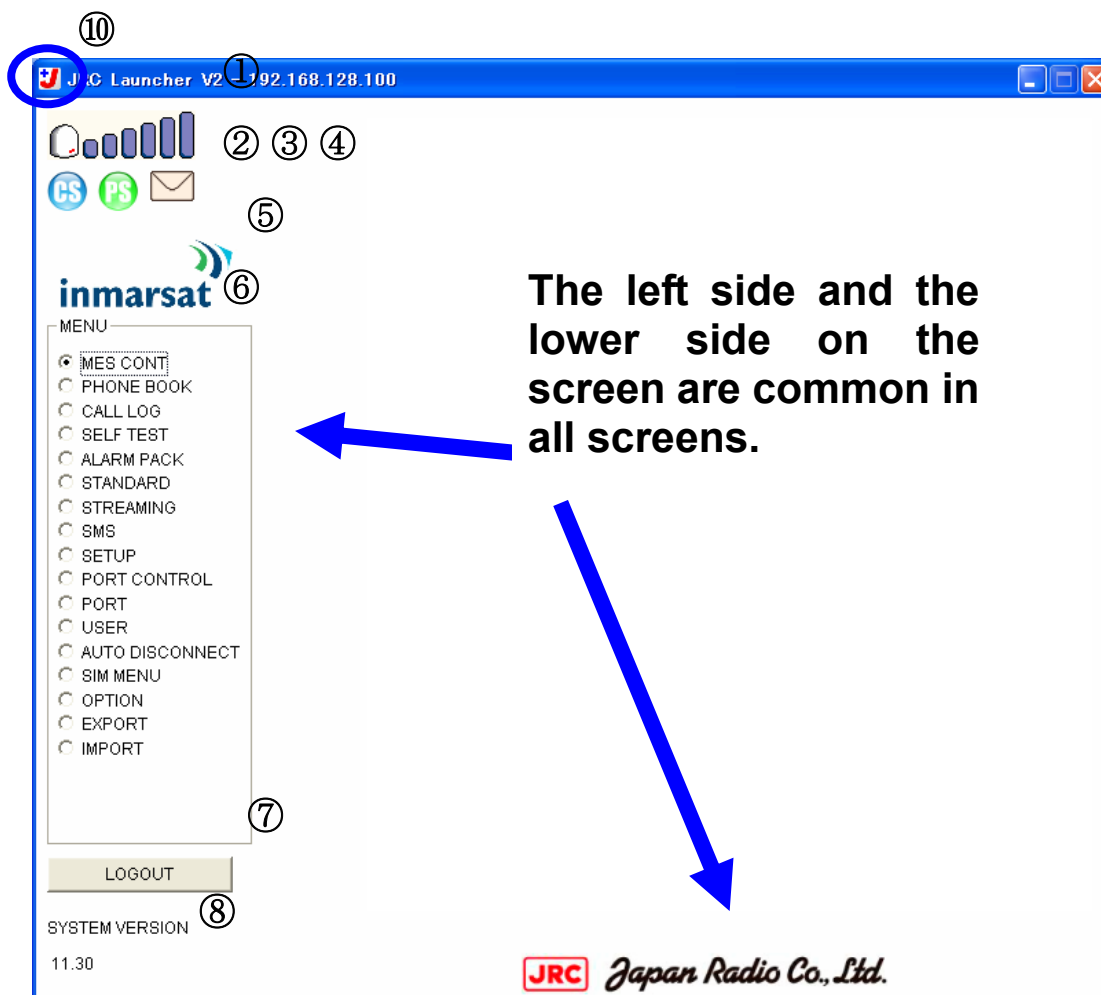 ⑩
①
JRC Launcher V2 - 192.168.128.100
② ③ ④
CS PS
⑤
inmarsat
⑥
MENU
MES CONT
PHONE BOOK
CALL LOG
SELF TEST
ALARM PACK
STANDARD
STREAMING
SMS
SETUP
PORT CONTROL
PORT
USER
AUTO DISCONNECT
SIM MENU
OPTION
EXPORT
IMPORT
⑦
LOGOUT
⑧
SYSTEM VERSION
11.30
The left side and the
lower side on the
screen are common in
all screens.
JRC Japan Radio Co., Ltd.